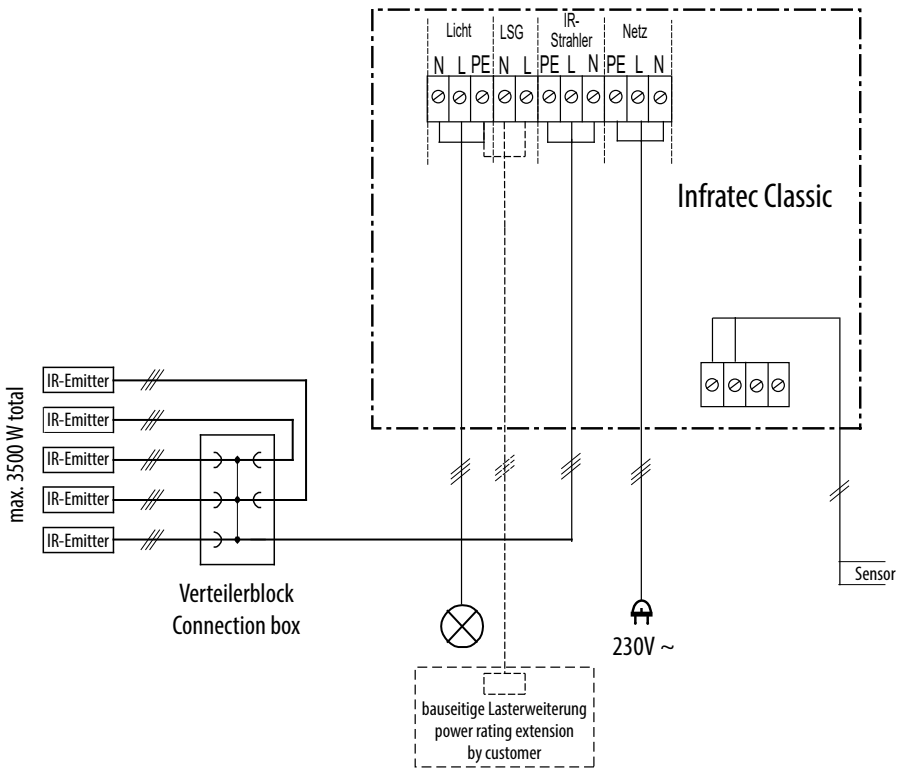 Licht
LSG
IR-
Strahler
Netz
N L PE N L PE L N PE L N
Infratec Classic
max. 3500 W total
IR-Emitter
IR-Emitter
IR-Emitter
IR-Emitter
IR-Emitter
Verteilerblock
Connection box
230V ~
Sensor
bauseitige Lasterweiterung
power rating extension
by customer